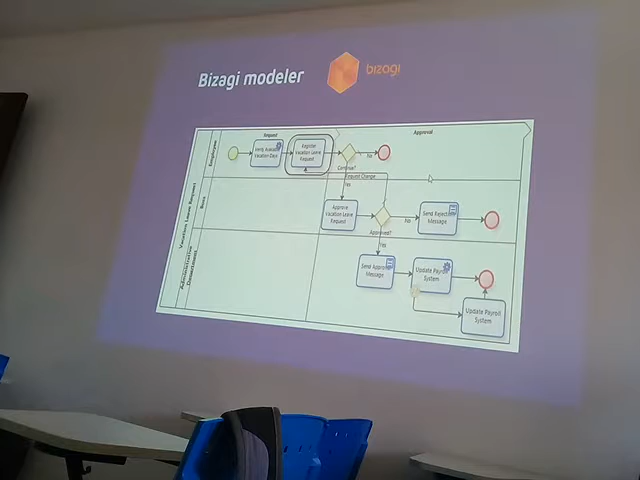 Bizagi modeler
bizagi
Request
Approval
Vacation Leave Request
Employee
Boss
Administrative
Department
Verify Available
Vacation Days
Register
Vacation Leave
Request
No
Continue?
Request Change
Yes
Approve
Vacation Leave
Request
No
Send Rejection
Message
Approved?
Yes
Send Approval
Message
Update Payroll
System
Update Payroll
System